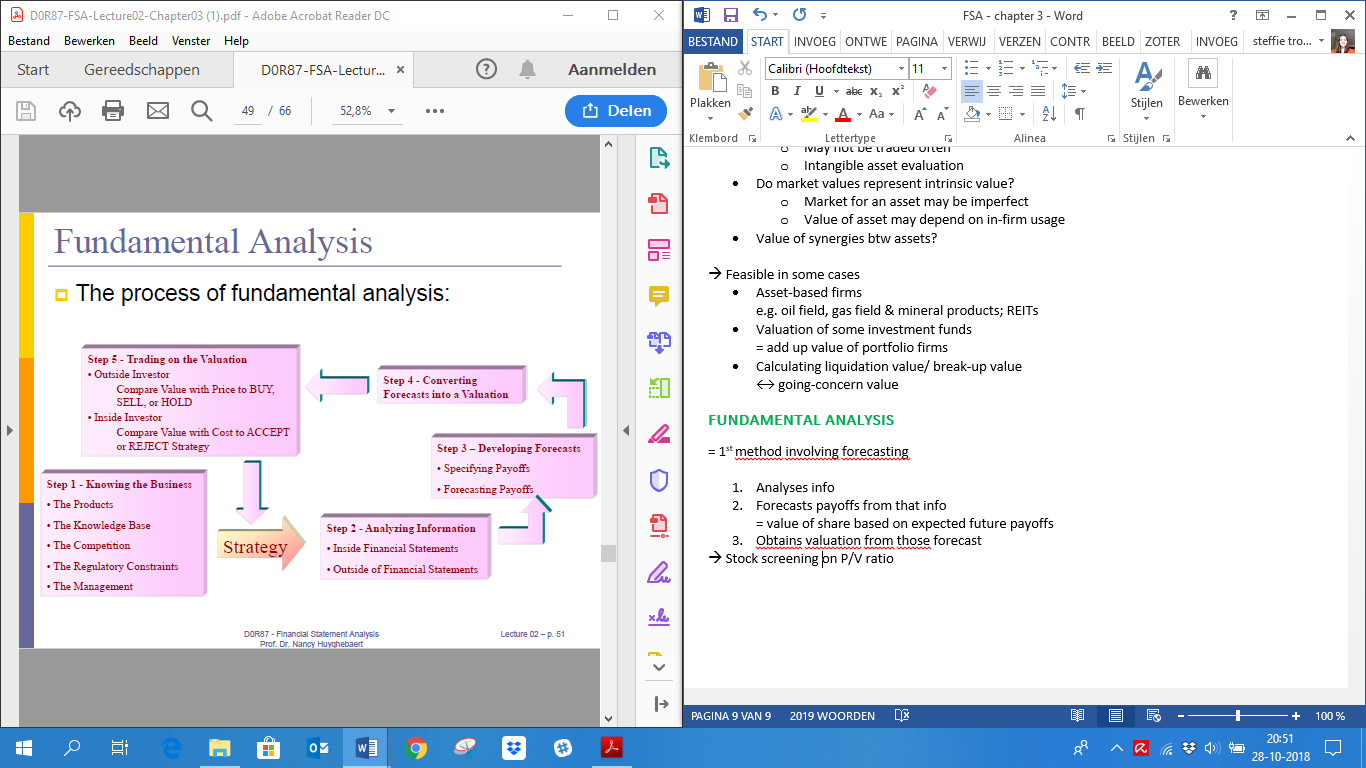 D0R87-FSA-Lecture02-Chapter03 (1).pdf - Adobe Acrobat Reader DC
Bestand Bewerken Beeld Venster Help
Start Gereedschappen D0R87-FSA-Lectur... × Aanmelden
49 / 66 52,8% Delen
Fundamental Analysis
The process of fundamental analysis:
Step 5 - Trading on the Valuation
• Outside Investor
Compare Value with Price to BUY,
SELL, or HOLD
• Inside Investor
Compare Value with Cost to ACCEPT
or REJECT Strategy
Step 4 - Converting
Forecasts into a Valuation
Step 3 – Developing Forecasts
• Specifying Payoffs
• Forecasting Payoffs
Step 1 - Knowing the Business
• The Products
• The Knowledge Base
• The Competition
• The Regulatory Constraints
• The Management
Strategy
Step 2 - Analyzing Information
• Inside Financial Statements
• Outside of Financial Statements
D0R87 - Financial Statement Analysis
Prof. Dr. Nancy Huyghebaert
Lecture 02 – p. 51
FSA - chapter 3 - Word
BESTAND START INVOEG ONTWE PAGINA VERWIJ VERZEN CONTR BEELD ZOTER INVOEG steffie tro...
Calibri (Hoofdtekst) 11
Plakken
B I U abc x₂ x²
A A Aa A A
Stijlen
Bewerken
Klembord Lettertype Alinea Stijlen
o May not be traded often
o Intangible asset evaluation
• Do market values represent intrinsic value?
o Market for an asset may be imperfect
o Value of asset may depend on in-firm usage
• Value of synergies btw assets?
→ Feasible in some cases
• Asset-based firms
e.g. oil field, gas field & mineral products; REITs
• Valuation of some investment funds
= add up value of portfolio firms
• Calculating liquidation value/ break-up value
↔ going-concern value
FUNDAMENTAL ANALYSIS
= 1st method involving forecasting
1. Analyses info
2. Forecasts payoffs from that info
= value of share based on expected future payoffs
3. Obtains valuation from those forecast
→ Stock screening on P/V ratio
PAGINA 9 VAN 9 2019 WOORDEN 100 %
20:51
28-10-2018